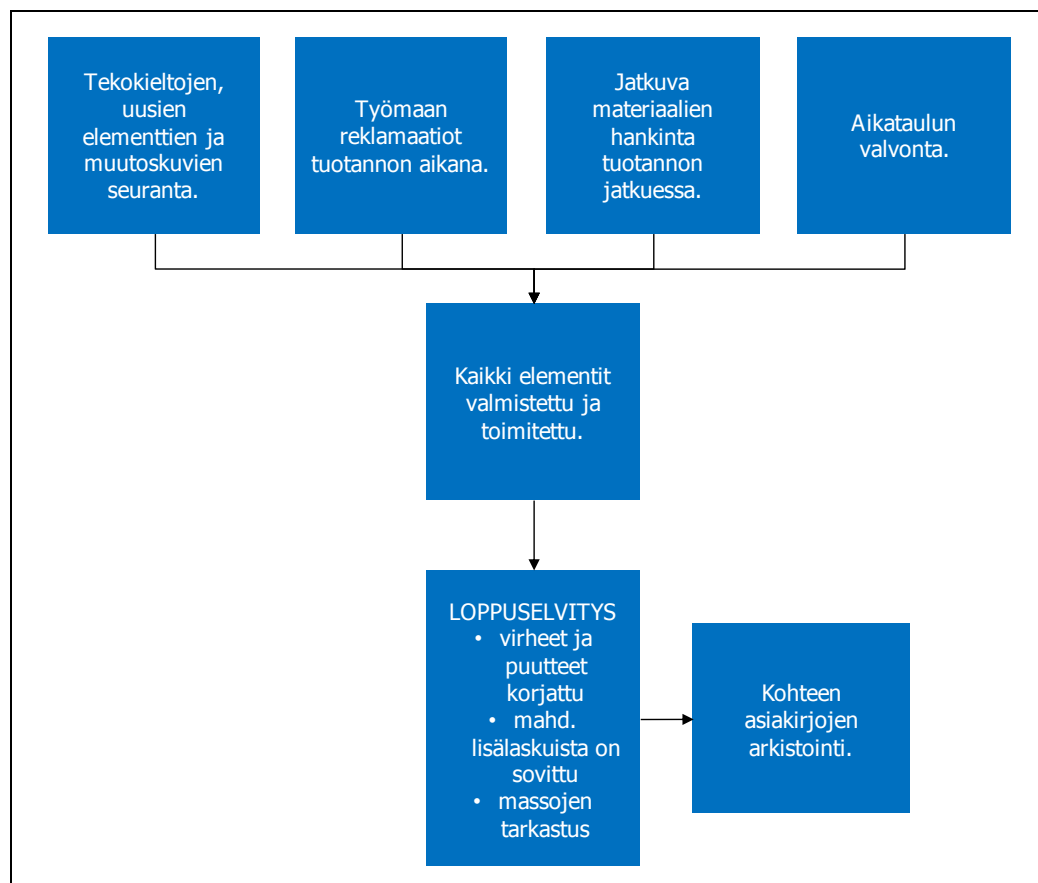 Tekokieltojen,
uusien
elementtien ja
muutoskuvien
seuranta.
Työmaan
reklamaatiot
tuotannon aikana.
Jatkuva
materiaalien
hankinta
tuotannon
jatkuessa.
Aikataulun
valvonta.
Kaikki elementit
valmistettu ja
toimitettu.
LOPPUSELVITYS
• virheet ja
puutteet
korjattu
• mahd.
lisälaskuista on
sovittu
• massojen
tarkastus
Kohteen
asiakirjojen
arkistointi.